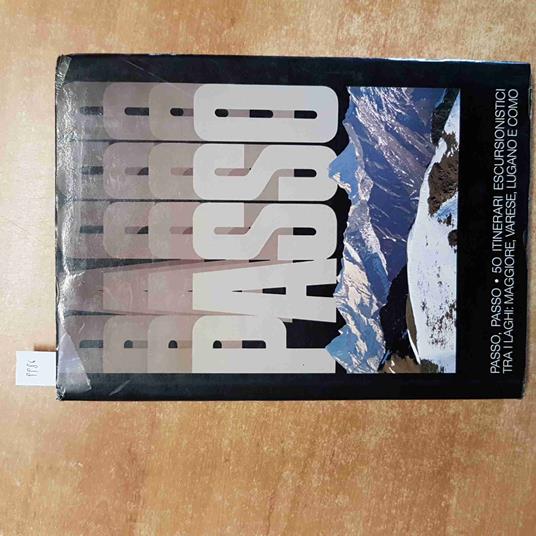 PASSO
PASSO, PASSO • 50 ITINERARI ESCURSIONISTICI
TRA I LAGHI: MAGGIORE, VARESE, LUGANO E COMO